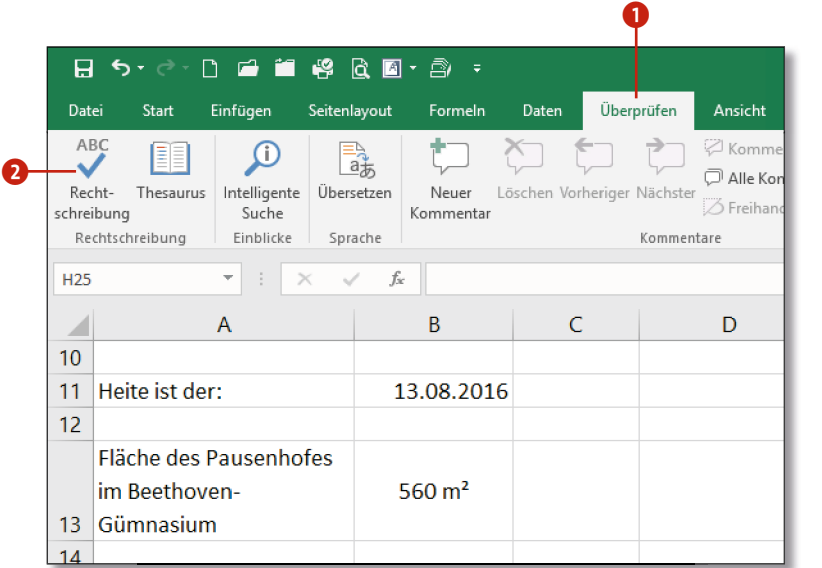 1
Datei Start Einfügen Seitenlayout Formeln Daten Überprüfen Ansicht
2
ABC
Recht-
schreibung
Thesaurus
Intelligente
Suche
Übersetzen
Neuer
Kommentar
Löschen Vorheriger Nächster
Komme
Alle Kon
Freihand
Rechtschreibung Einblicke Sprache Kommentare
H25 fx
A B C D
10
11 Heite ist der: 13.08.2016
12
Fläche des Pausenhofes
im Beethoven- 560 m²
13 Gümnasium
14